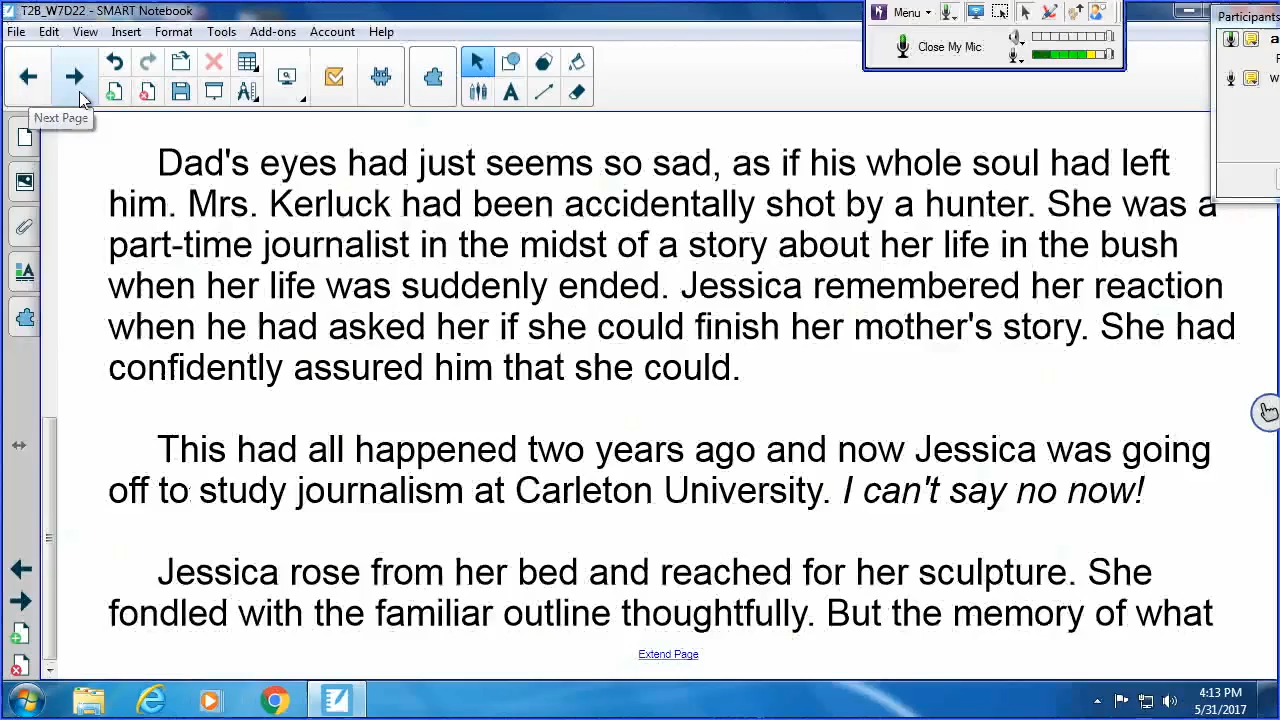 T2B_W7D22 - SMART Notebook
Menu
Participants
File Edit View Insert Format Tools Add-ons Account Help
Close My Mic
Next Page
Dad's eyes had just seems so sad, as if his whole soul had left
him. Mrs. Kerluck had been accidentally shot by a hunter. She was a
part-time journalist in the midst of a story about her life in the bush
when her life was suddenly ended. Jessica remembered her reaction
when he had asked her if she could finish her mother's story. She had
confidently assured him that she could.
This had all happened two years ago and now Jessica was going
off to study journalism at Carleton University. I can't say no now!
Jessica rose from her bed and reached for her sculpture. She
fondled with the familiar outline thoughtfully. But the memory of what
Extend Page
4:13 PM
5/31/2017